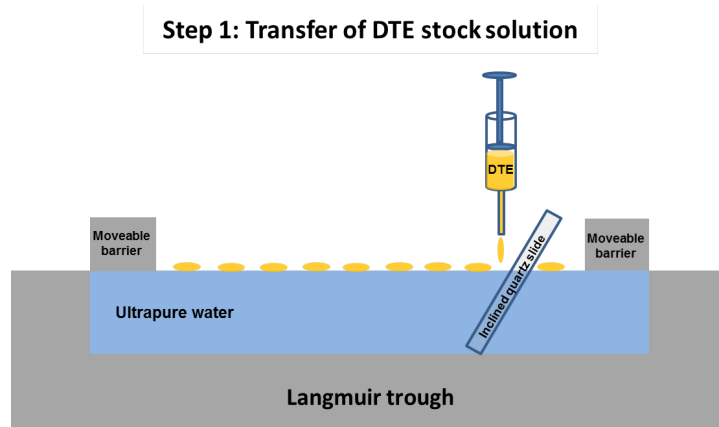 Step 1: Transfer of DTE stock solution
DTE
Moveable
barrier
Moveable
barrier
Inclined quartz slide
Ultrapure water
Langmuir trough